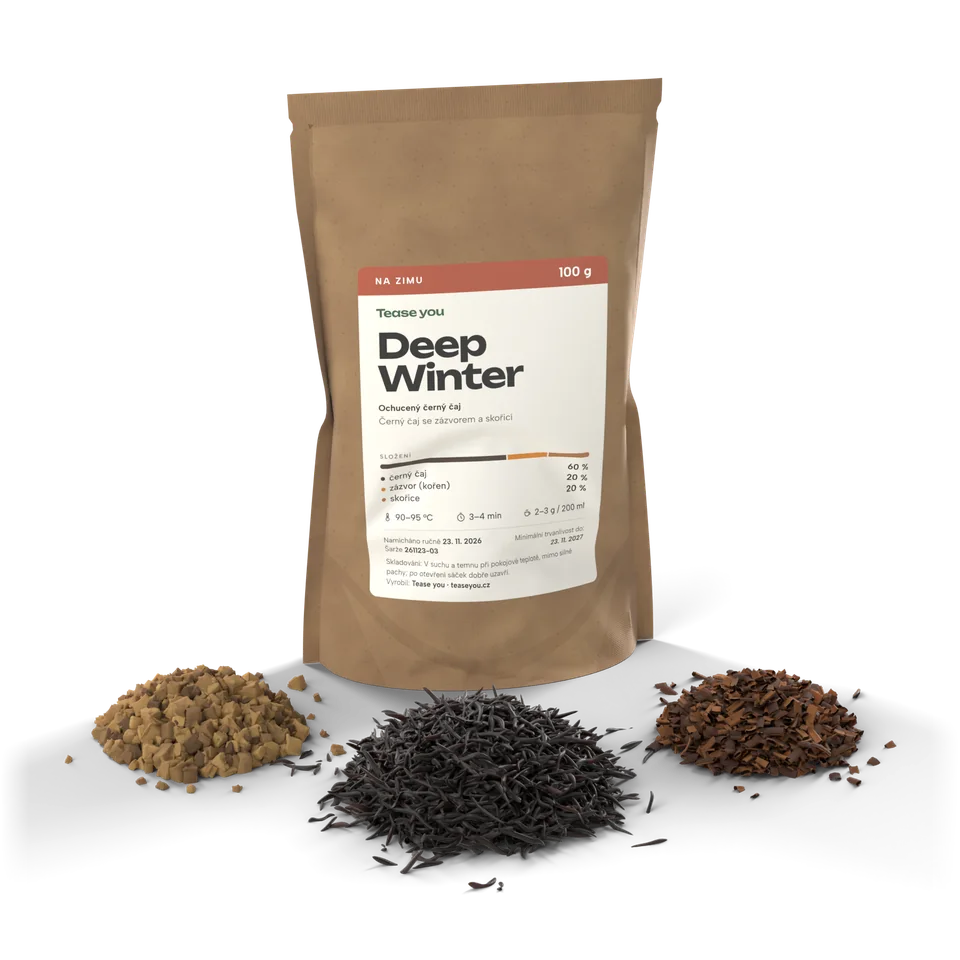 NA ZIMU 100 g
Tease you
Deep
Winter
Ochucený černý čaj
Černý čaj se zázvorem a skořicí
SLOŽENÍ
černý čaj 60 %
zázvor (kořen) 20 %
skořice 20 %
90–95 °C 3–4 min 2–3 g / 200 ml
Namícháno ručně 23. 11. 2026 Minimální trvanlivost do:
Šarže 261123-03 23. 11. 2027
Skladování: V suchu a temnu při pokojové teplotě, mimo silné
pachy; po otevření sáček dobře uzavři.
Vyrobil: Tease you · teaseyou.cz